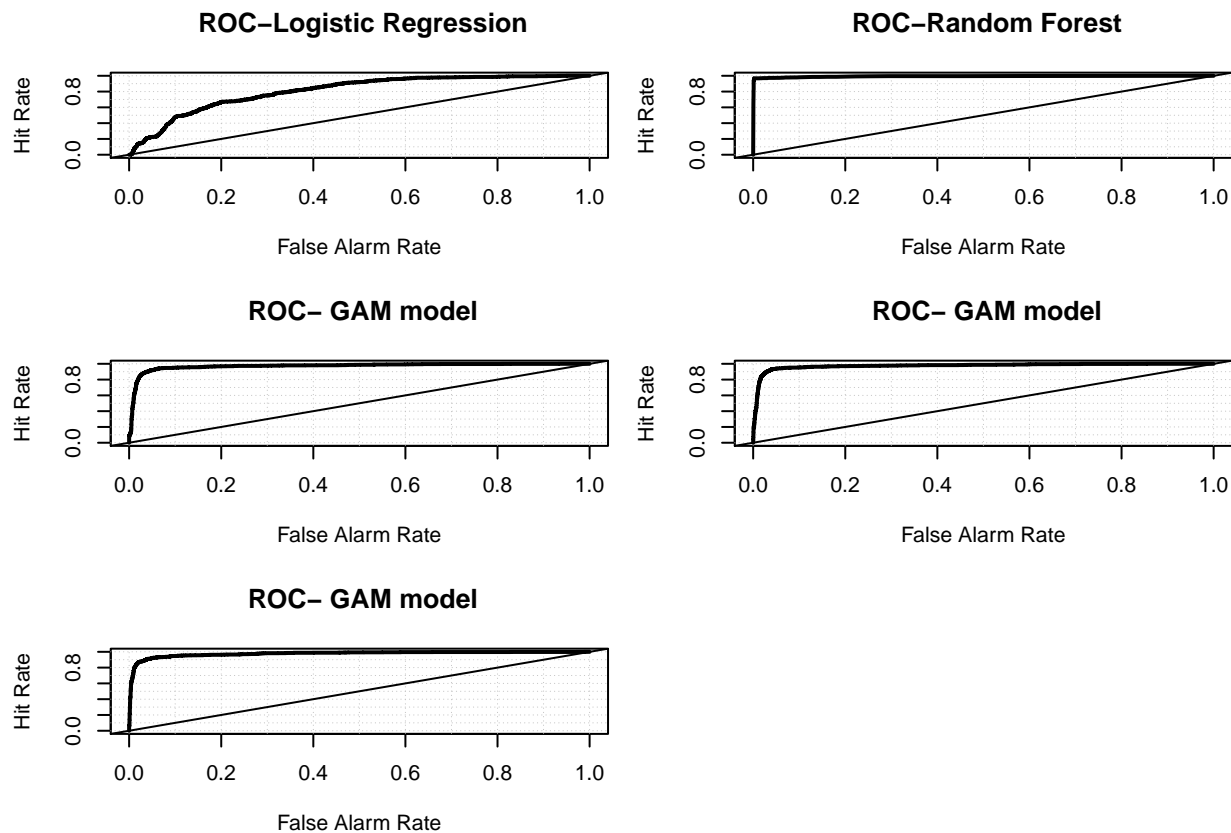 ROC–Logistic Regression
Hit Rate
0.0 0.8
0.0 0.2 0.4 0.6 0.8 1.0
False Alarm Rate
ROC–Random Forest
Hit Rate
0.0 0.8
0.0 0.2 0.4 0.6 0.8 1.0
False Alarm Rate
ROC– GAM model
Hit Rate
0.0 0.8
0.0 0.2 0.4 0.6 0.8 1.0
False Alarm Rate
ROC– GAM model
Hit Rate
0.0 0.8
0.0 0.2 0.4 0.6 0.8 1.0
False Alarm Rate
ROC– GAM model
Hit Rate
0.0 0.8
0.0 0.2 0.4 0.6 0.8 1.0
False Alarm Rate